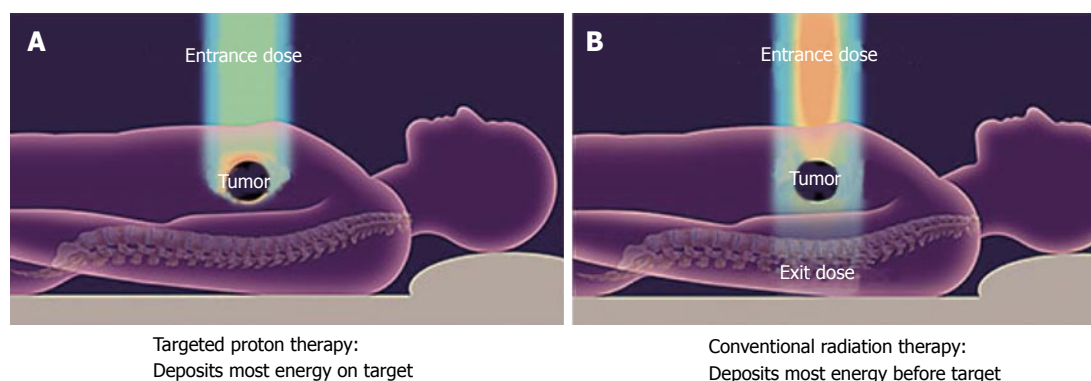 A
Entrance dose
Tumor
Targeted proton therapy:
Deposits most energy on target
B
Entrance dose
Tumor
Exit dose
Conventional radiation therapy:
Deposits most energy before target